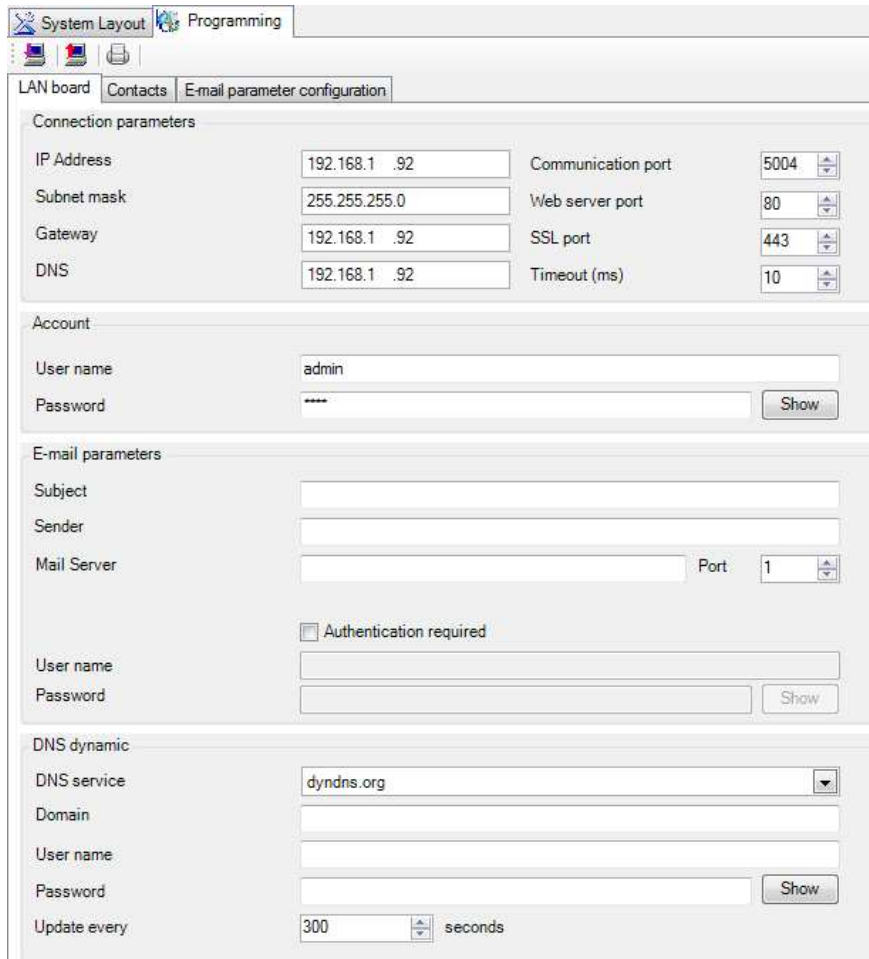 System Layout Programming
LAN board Contacts E-mail parameter configuration
Connection parameters
IP Address 192.168.1 .92 Communication port 5004
Subnet mask 255.255.255.0 Web server port 80
Gateway 192.168.1 .92 SSL port 443
DNS 192.168.1 .92 Timeout (ms) 10
Account
User name admin
Password **** Show
E-mail parameters
Subject
Sender
Mail Server Port 1
Authentication required
User name
Password Show
DNS dynamic
DNS service dyndns.org
Domain
User name
Password Show
Update every 300 seconds